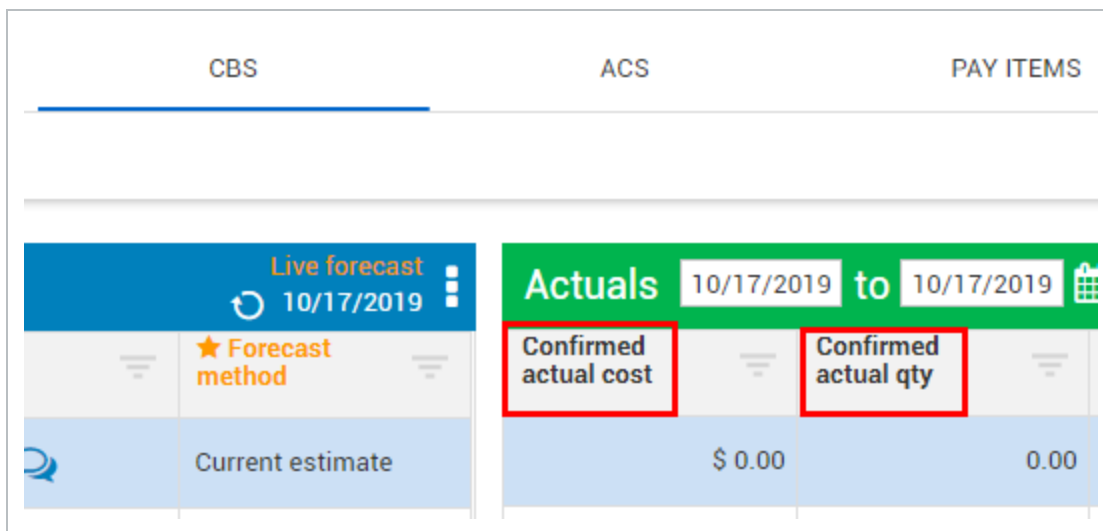 CBS
ACS
PAY ITEMS
Live forecast
10/17/2019
Actuals 10/17/2019 to 10/17/2019
Forecast
method
Confirmed
actual cost
Confirmed
actual qty
Current estimate
$ 0.00
0.00